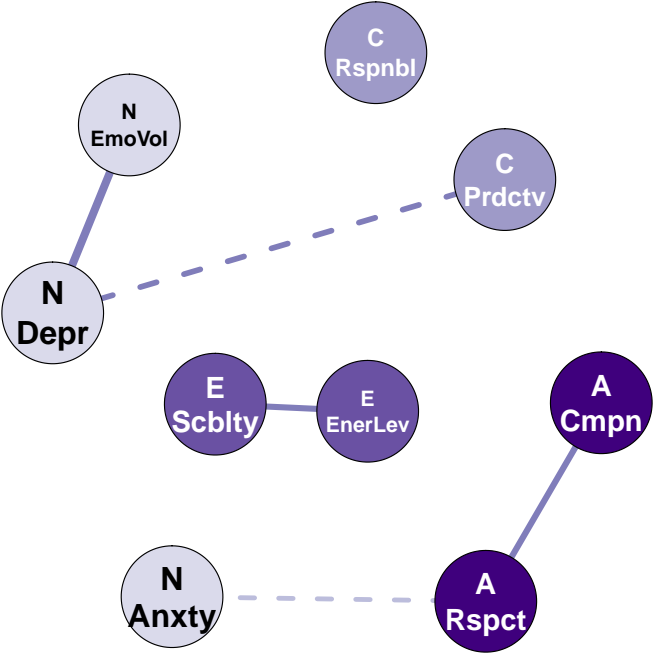 C
Rspnbl
N
EmoVol
C
Prdctv
N
Depr
E
Scblty
E
EnerLev
A
Cmpn
N
Anxty
A
Rspct